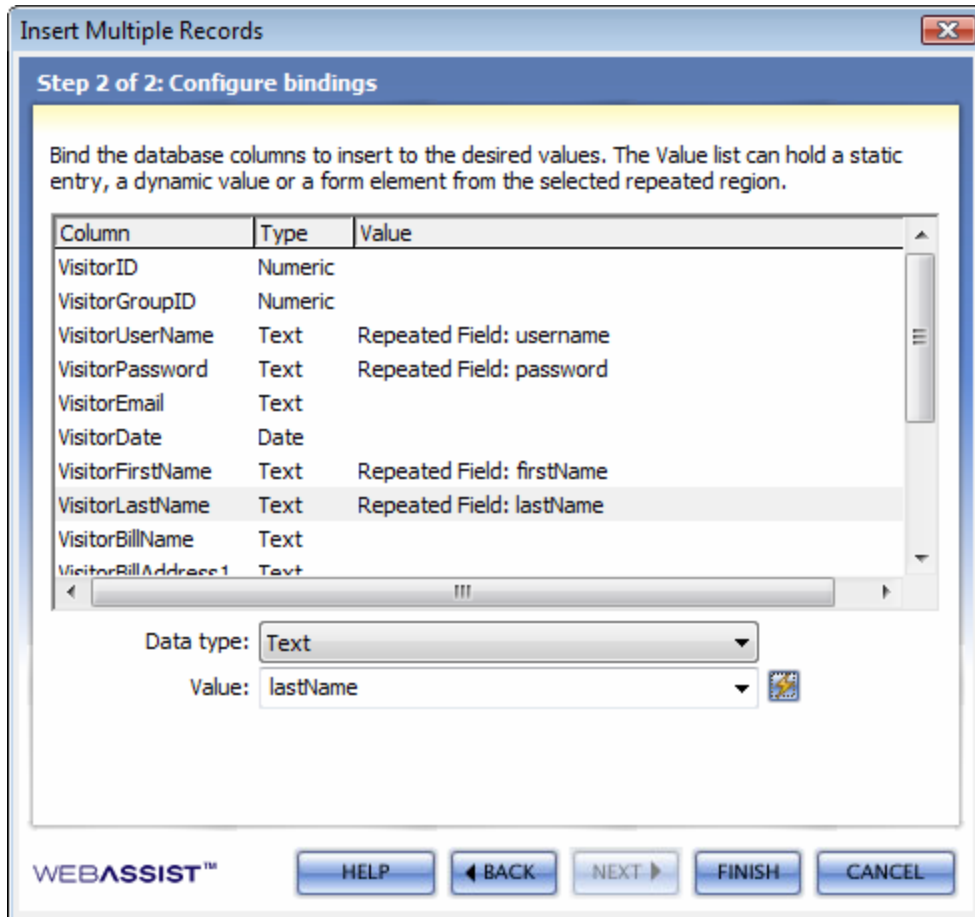 Insert Multiple Records
Step 2 of 2: Configure bindings
Bind the database columns to insert to the desired values. The Value list can hold a static
entry, a dynamic value or a form element from the selected repeated region.
Column Type Value
VisitorID Numeric
VisitorGroupID Numeric
VisitorUserName Text Repeated Field: username
VisitorPassword Text Repeated Field: password
VisitorEmail Text
VisitorDate Date
VisitorFirstName Text Repeated Field: firstName
VisitorLastName Text Repeated Field: lastName
VisitorBillName Text
VisitorBillAddress1 Text
Data type: Text
Value: lastName
WEBASSIST™ HELP BACK NEXT FINISH CANCEL